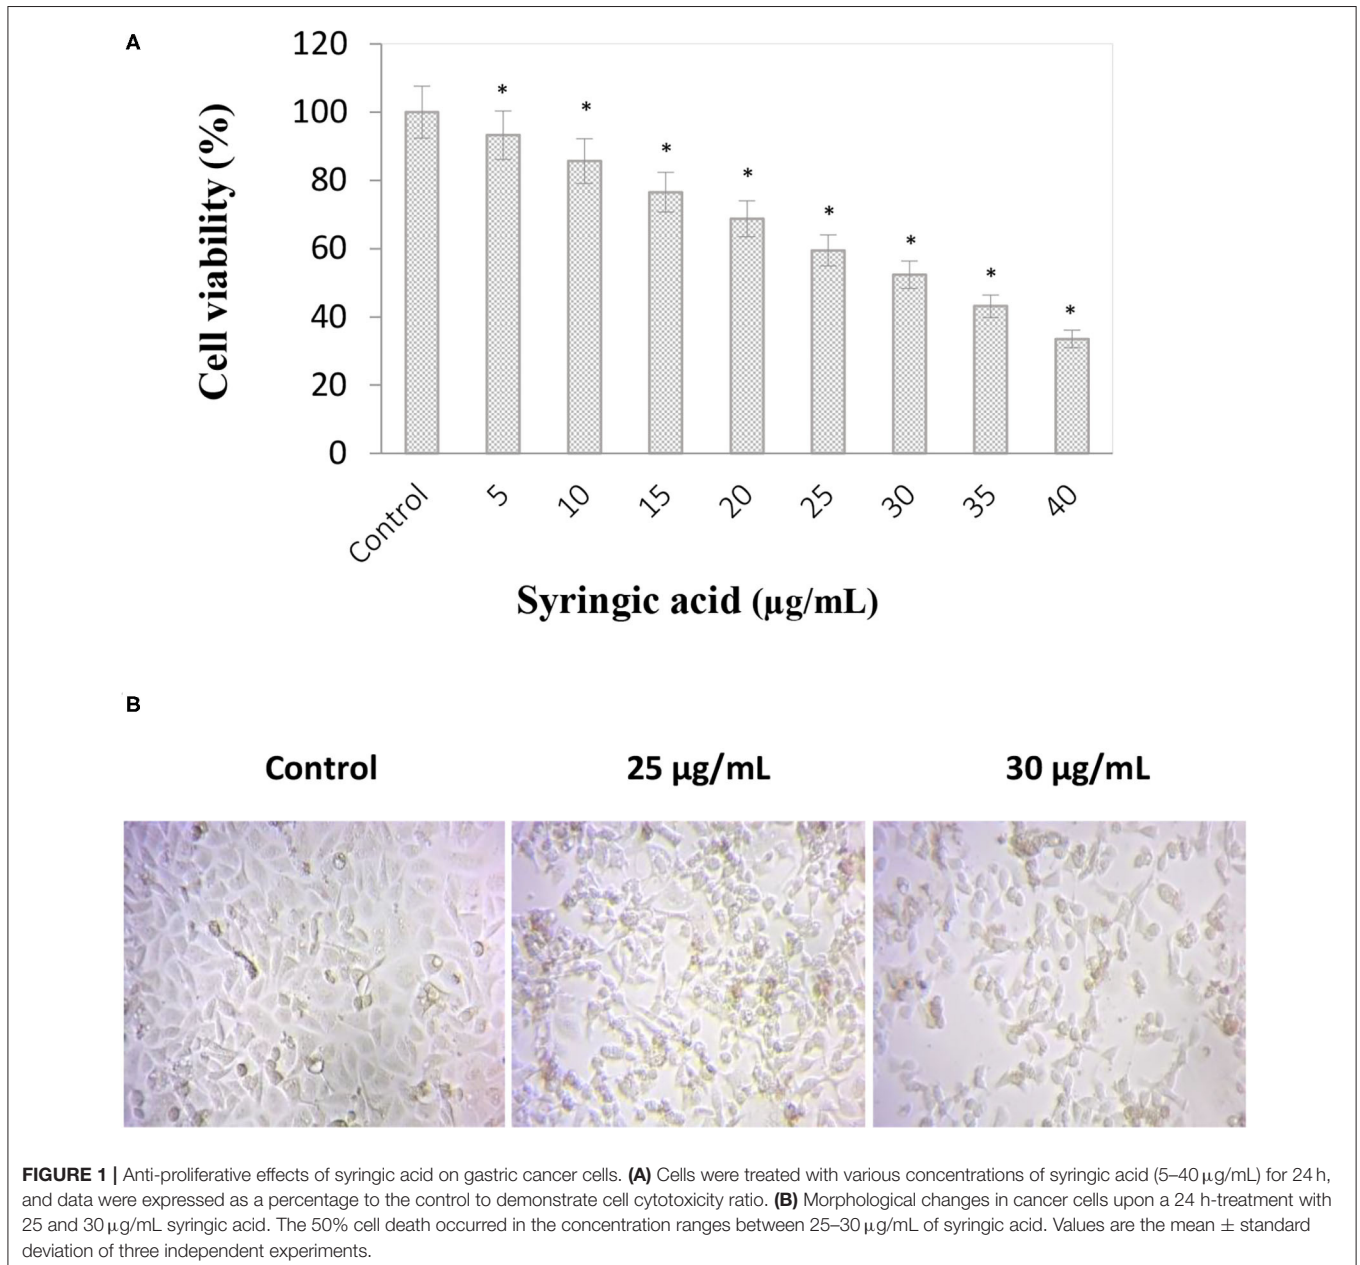 A
120
100
80
60
40
20
0
Cell viability (%)
*
*
*
*
*
*
*
*
Control
5
10
15
20
25
30
35
40
Syringic acid (µg/mL)
B
Control
25 µg/mL
30 µg/mL
FIGURE 1 | Anti-proliferative effects of syringic acid on gastric cancer cells. (A) Cells were treated with various concentrations of syringic acid (5–40 µg/mL) for 24 h,
and data were expressed as a percentage to the control to demonstrate cell cytotoxicity ratio. (B) Morphological changes in cancer cells upon a 24 h-treatment with
25 and 30 µg/mL syringic acid. The 50% cell death occurred in the concentration ranges between 25–30 µg/mL of syringic acid. Values are the mean ± standard
deviation of three independent experiments.